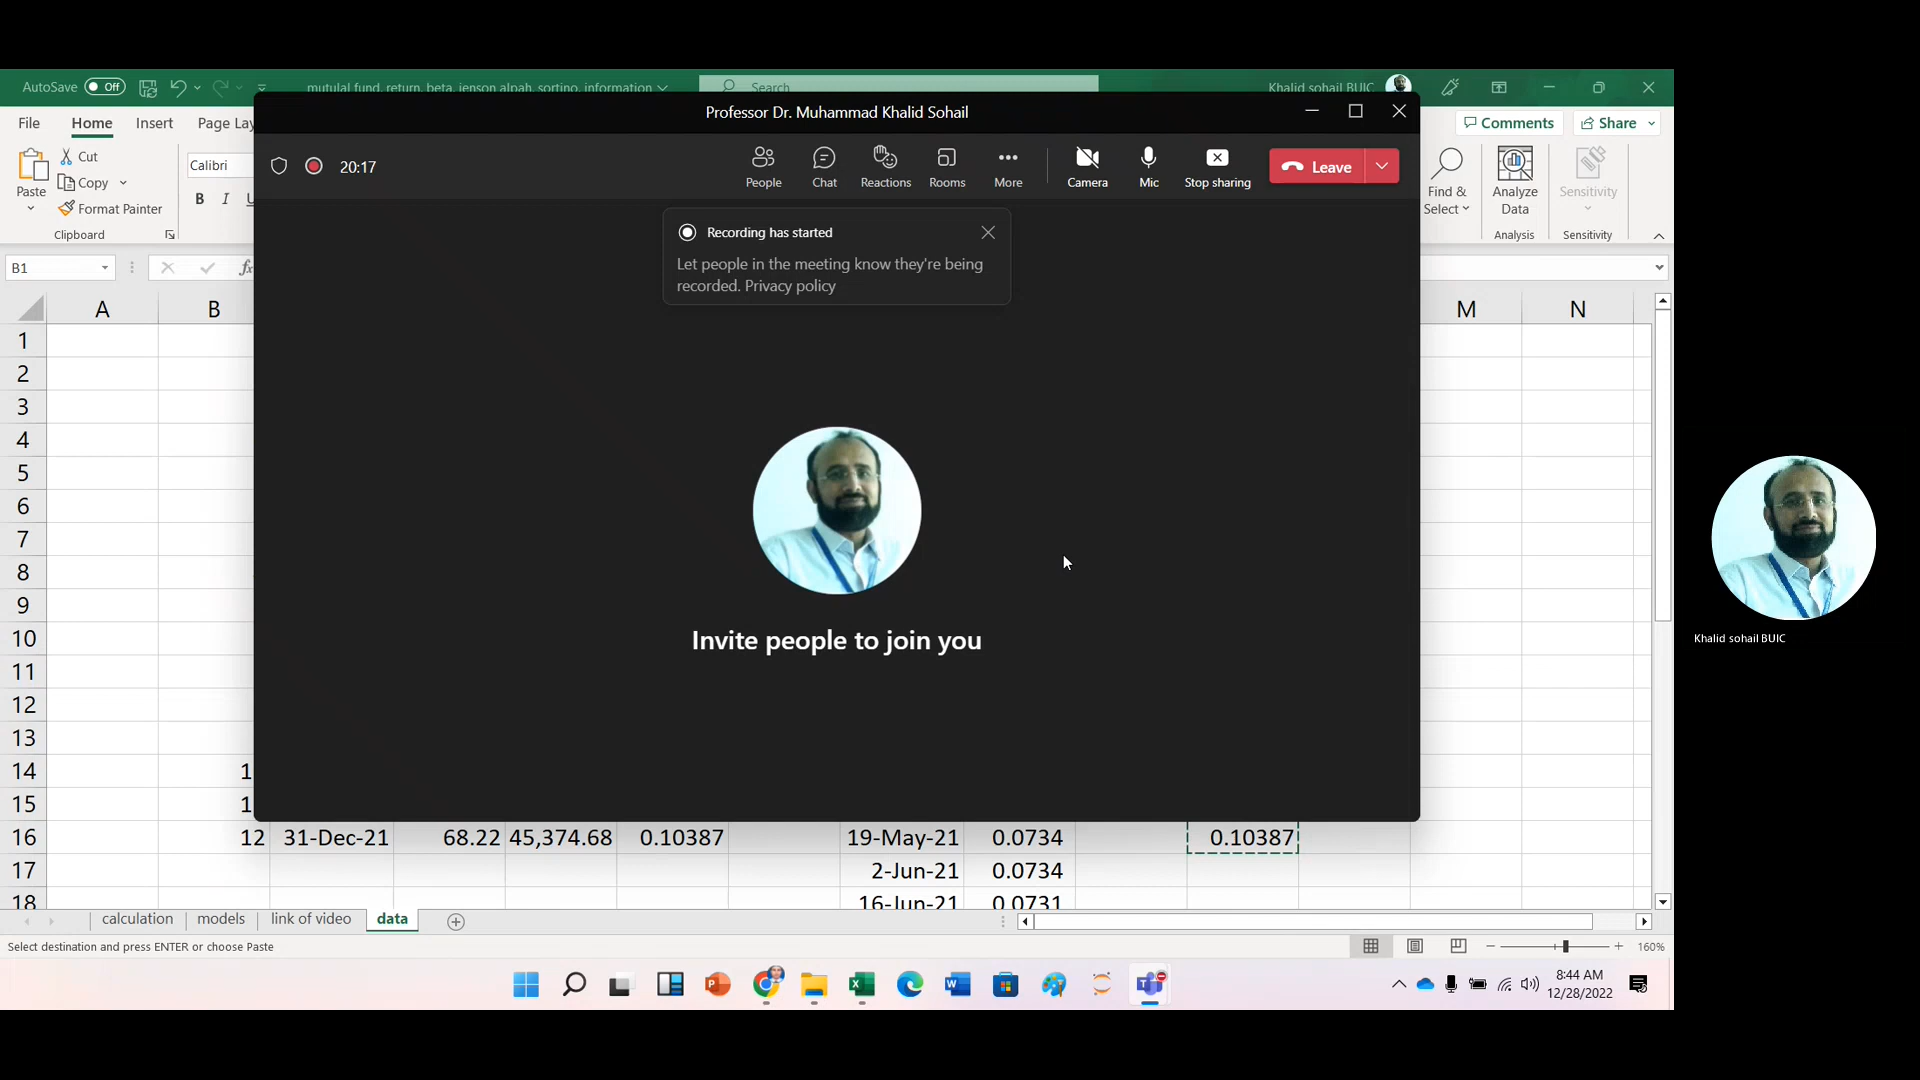 AutoSave Off mutulal fund, return, beta, jenson alpah, sortino, information Search Khalid sohail BUIC
Professor Dr. Muhammad Khalid Sohail
File Home Insert Page Lay Comments Share
Cut
Copy
Format Painter
Paste
Clipboard
Calibri
B I U
20:17
People Chat Reactions Rooms More Camera Mic Stop sharing Leave
Find &
Select
Analyze
Data
Sensitivity
Analysis Sensitivity
Recording has started
Let people in the meeting know they're being
recorded. Privacy policy
B1 fx
A B M N
1
2
3
4
5
6
7
8
9
10
11
12
13
Invite people to join you
Khalid sohail BUIC
14 1
15 1
16 12 31-Dec-21 68.22 45,374.68 0.10387 19-May-21 0.0734 0.10387
17 2-Jun-21 0.0734
18 16-Jun-21 0.0731
calculation models link of video data
Select destination and press ENTER or choose Paste 160%
8:44 AM
12/28/2022